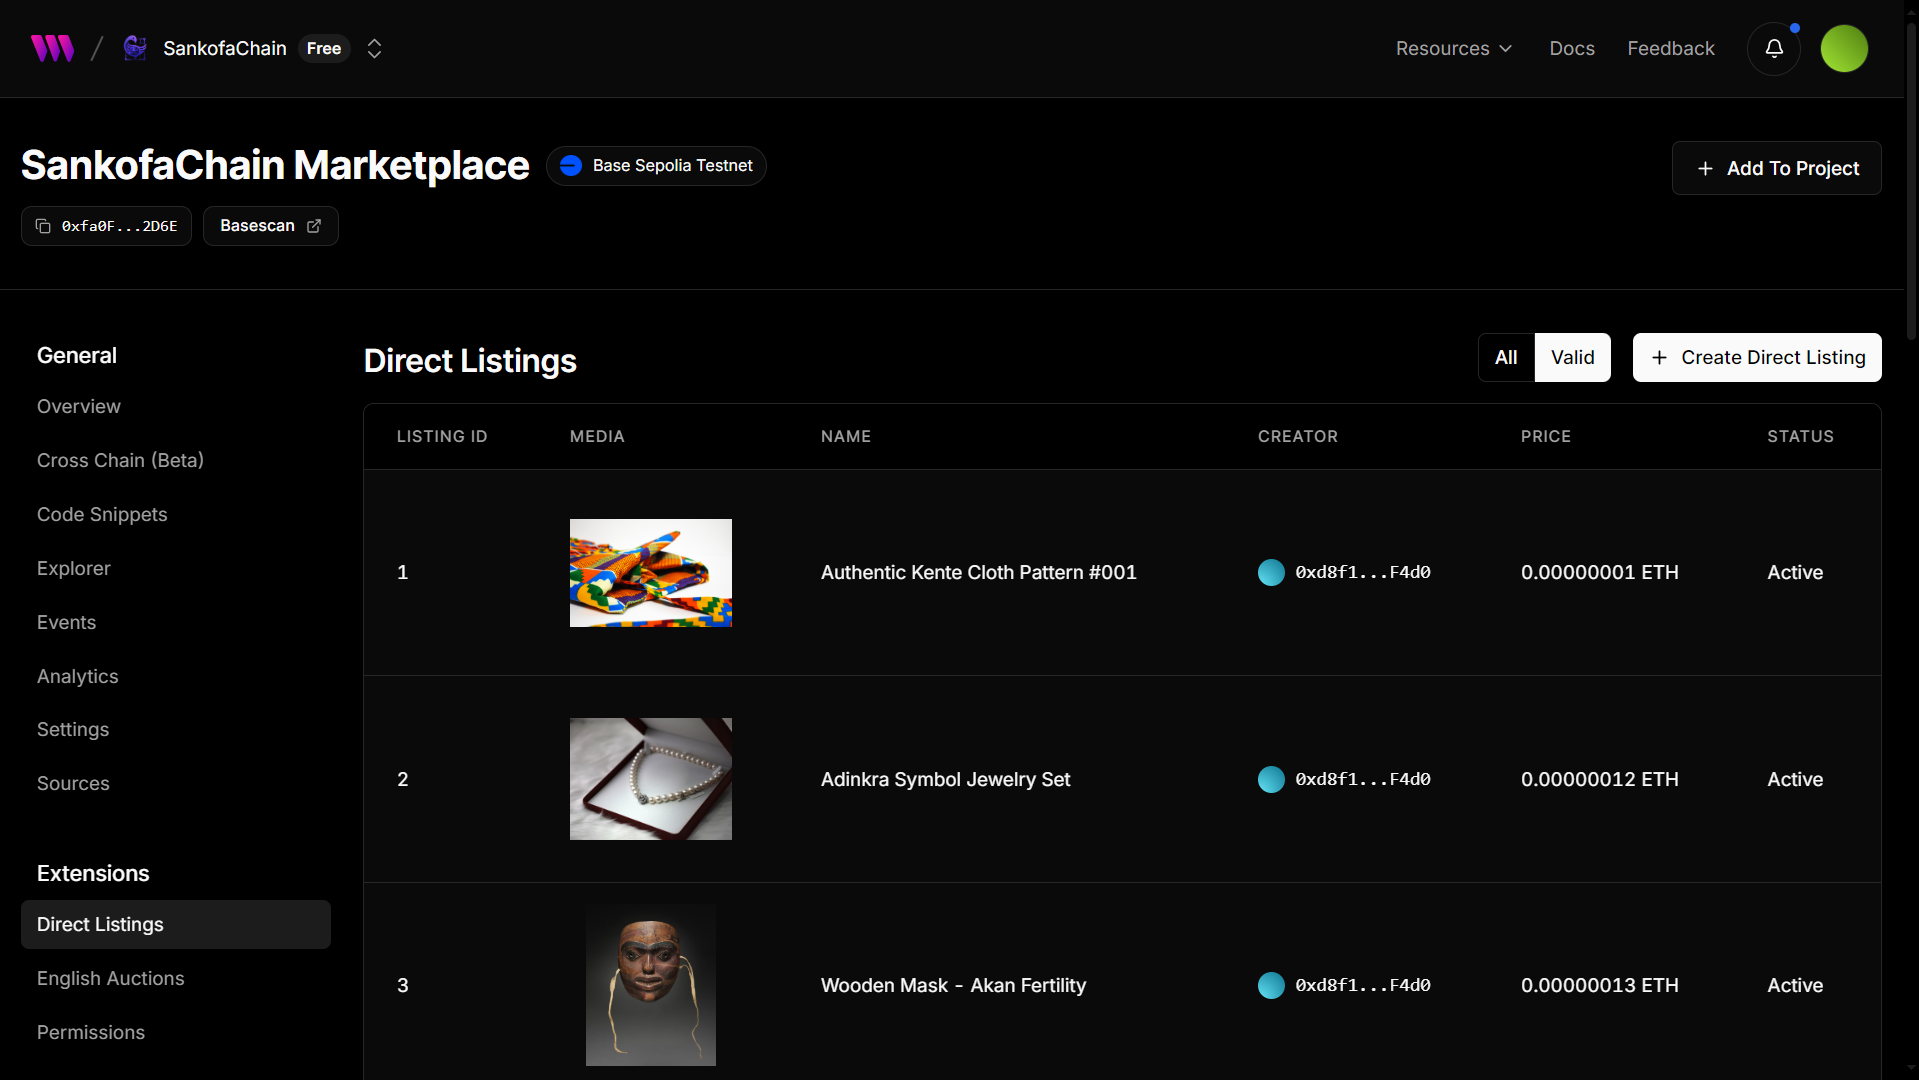 SankofaChain Free
Resources Docs Feedback
SankofaChain Marketplace Base Sepolia Testnet
Add To Project
0xfa0F...2D6E Basescan
General
Overview
Cross Chain (Beta)
Code Snippets
Explorer
Events
Analytics
Settings
Sources
Extensions
Direct Listings
English Auctions
Permissions
Direct Listings
All Valid Create Direct Listing
LISTING ID MEDIA NAME CREATOR PRICE STATUS
1 Authentic Kente Cloth Pattern #001 0xd8f1...F4d0 0.00000001 ETH Active
2 Adinkra Symbol Jewelry Set 0xd8f1...F4d0 0.00000012 ETH Active
3 Wooden Mask - Akan Fertility 0xd8f1...F4d0 0.00000013 ETH Active